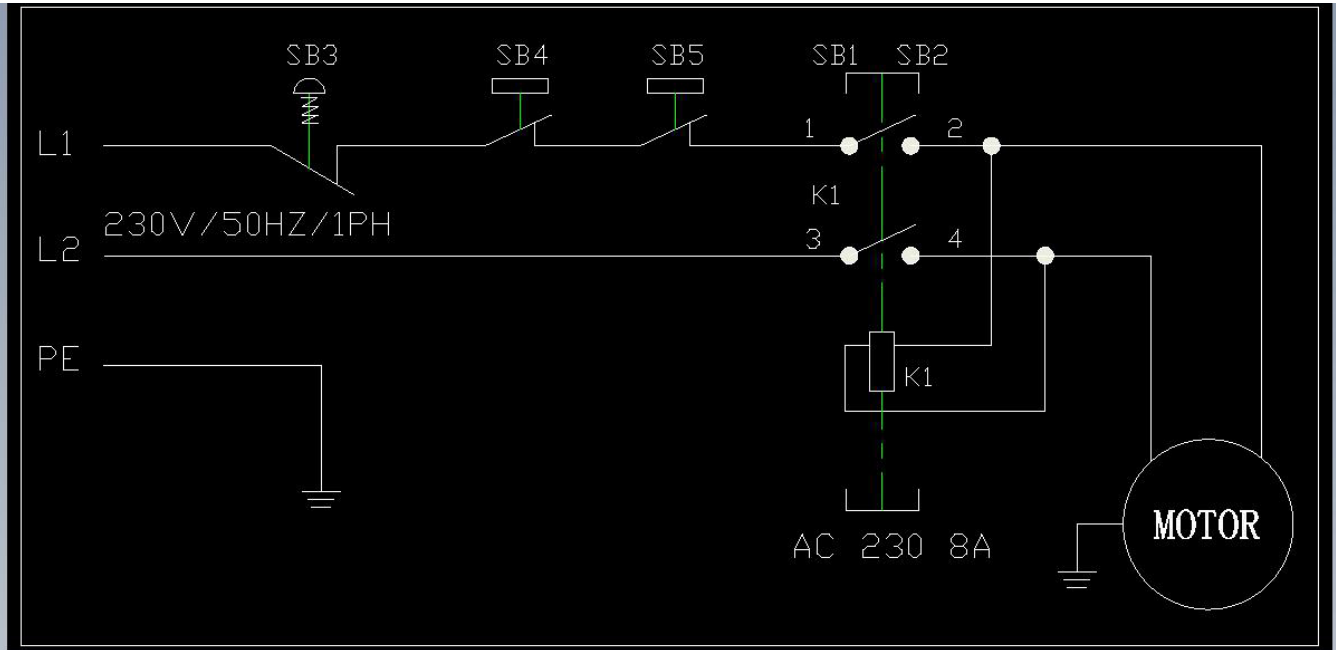 SB3 SB4 SB5 SB1 SB2
L1 1 2
K1
230V/50HZ/1PH
L2 3 4
PE
K1
MOTOR
AC 230 8A